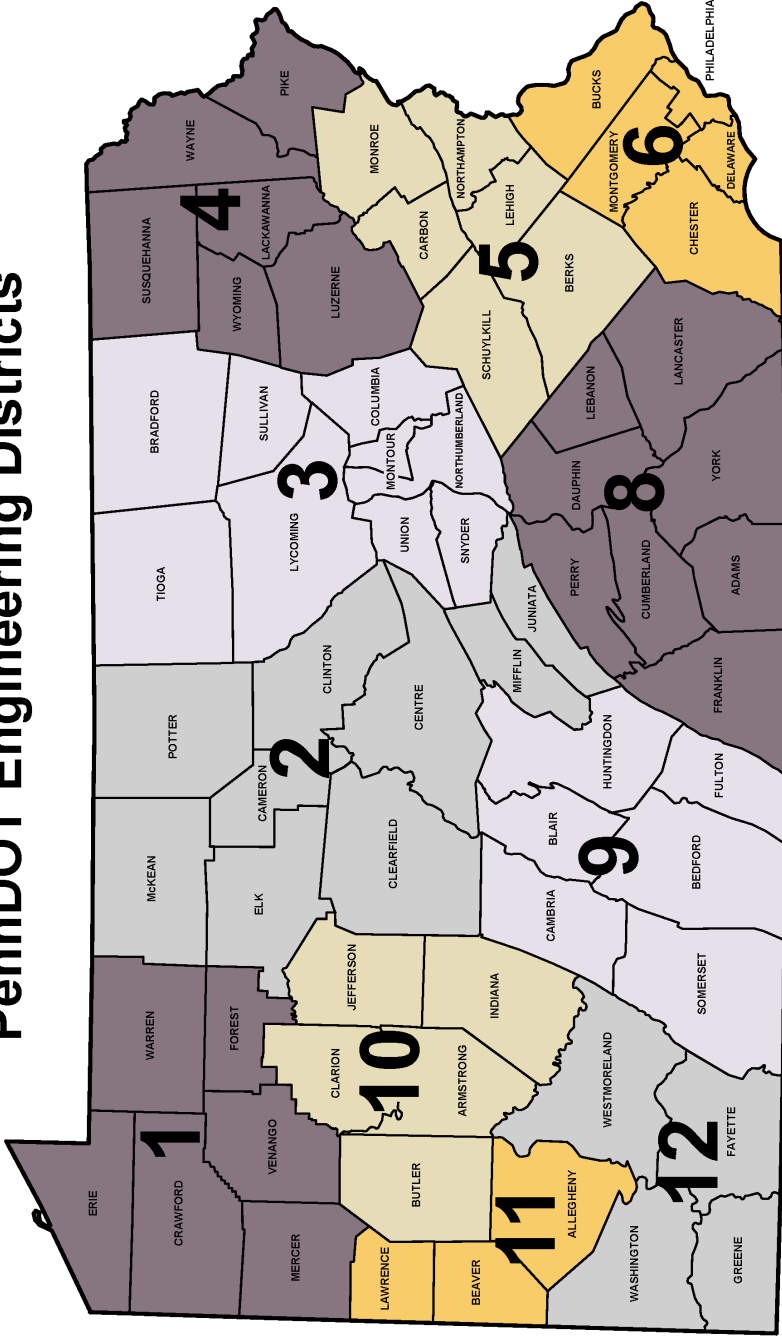 PennDOT Engineering Districts
ERIE
CRAWFORD
MERCER
VENANGO
WARREN
FOREST
1
McKEAN
POTTER
ELK
CAMERON
CLINTON
CLEARFIELD
CENTRE
MIFFLIN
JUNIATA
2
TIOGA
BRADFORD
SULLIVAN
LYCOMING
COLUMBIA
MONTOUR
NORTHUMBERLAND
UNION
SNYDER
3
SUSQUEHANNA
WAYNE
PIKE
WYOMING
LACKAWANNA
LUZERNE
4
MONROE
CARBON
NORTHAMPTON
LEHIGH
SCHUYLKILL
BERKS
5
BUCKS
MONTGOMERY
CHESTER
DELAWARE
PHILADELPHIA
6
DAUPHIN
LEBANON
LANCASTER
PERRY
CUMBERLAND
YORK
ADAMS
FRANKLIN
8
HUNTINGDON
BLAIR
CAMBRIA
FULTON
BEDFORD
SOMERSET
9
JEFFERSON
CLARION
INDIANA
ARMSTRONG
BUTLER
10
LAWRENCE
BEAVER
ALLEGHENY
11
WESTMORELAND
FAYETTE
WASHINGTON
GREENE
12